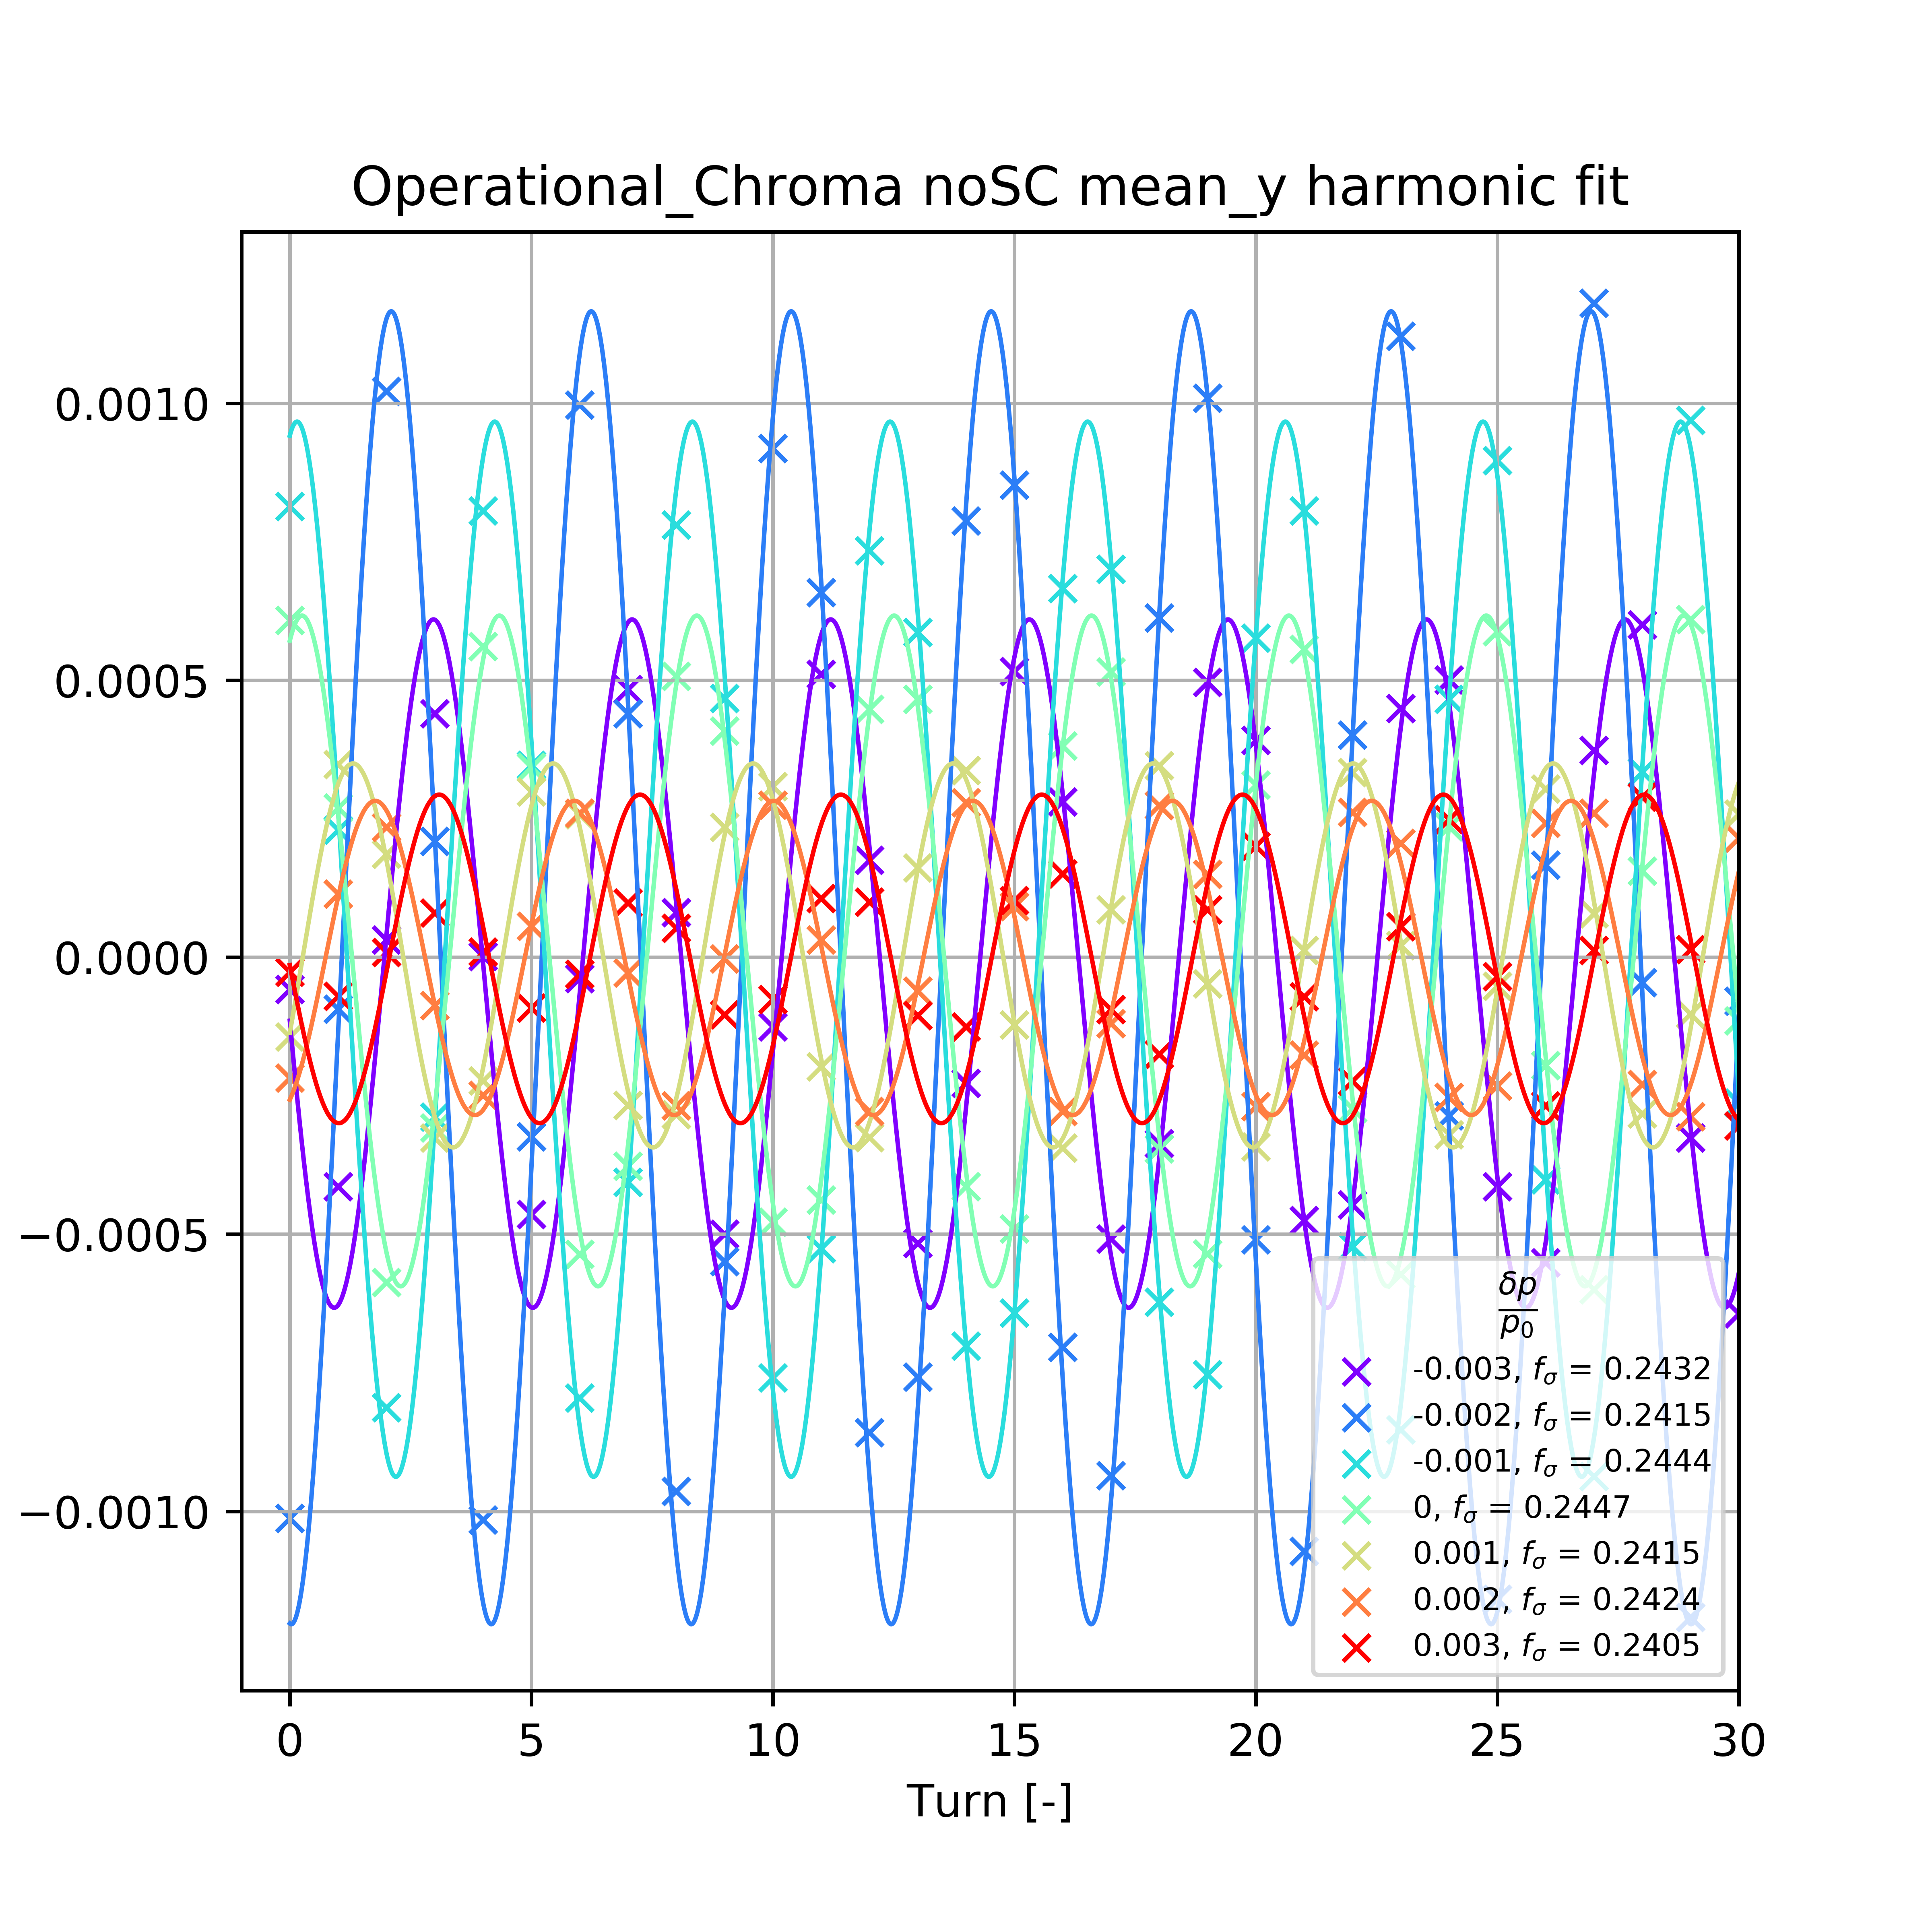 Operational_Chroma noSC mean_y harmonic fit
0.0010
0.0005
0.0000
−0.0005
−0.0010
δp
p₀
-0.003, fσ = 0.2432
-0.002, fσ = 0.2415
-0.001, fσ = 0.2444
0, fσ = 0.2447
0.001, fσ = 0.2415
0.002, fσ = 0.2424
0.003, fσ = 0.2405
0 5 10 15 20 25 30
Turn [-]